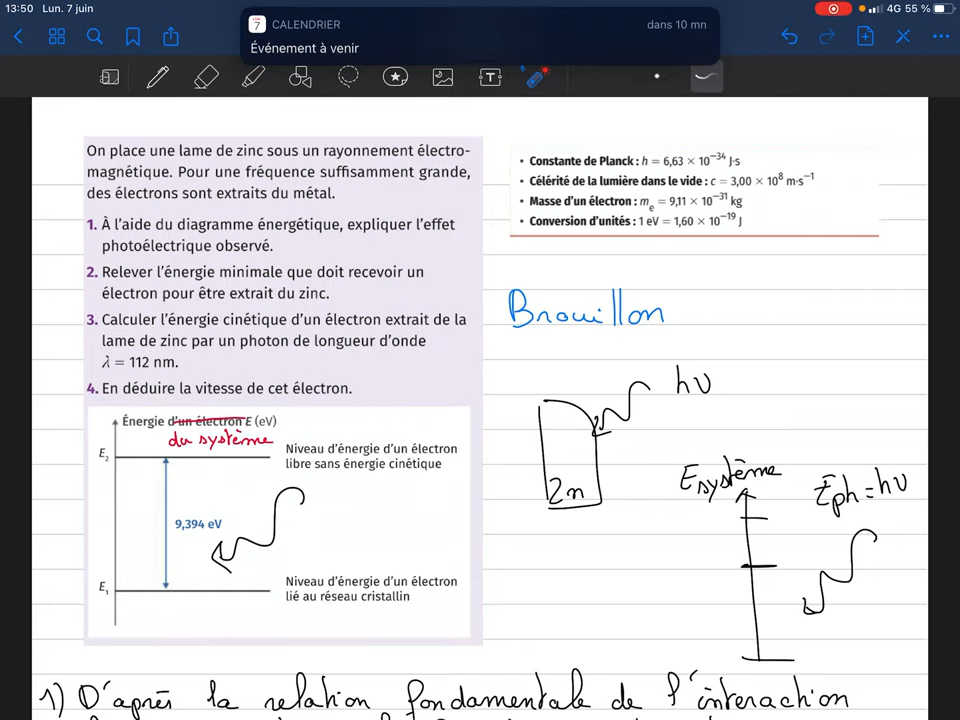 13:50 Lun. 7 juin
4G 55 %
LUN. 7 CALENDRIER dans 10 mn
Événement à venir
On place une lame de zinc sous un rayonnement électro-
magnétique. Pour une fréquence suffisamment grande,
des électrons sont extraits du métal.
1. À l'aide du diagramme énergétique, expliquer l'effet
photoélectrique observé.
2. Relever l'énergie minimale que doit recevoir un
électron pour être extrait du zinc.
3. Calculer l'énergie cinétique d'un électron extrait de la
lame de zinc par un photon de longueur d'onde
λ = 112 nm.
4. En déduire la vitesse de cet électron.
Énergie d'un électron E (eV)
du système
E₂
Niveau d'énergie d'un électron
libre sans énergie cinétique
9,394 eV
E₁
Niveau d'énergie d'un électron
lié au réseau cristallin
• Constante de Planck : h = 6,63 × 10⁻³⁴ J·s
• Célérité de la lumière dans le vide : c = 3,00 × 10⁸ m·s⁻¹
• Masse d'un électron : mₑ = 9,11 × 10⁻³¹ kg
• Conversion d'unités : 1 eV = 1,60 × 10⁻¹⁹ J
Brouillon
hν
Zn
Esystème
Eph = hν
1) D'après la relation fondamentale de l'interaction